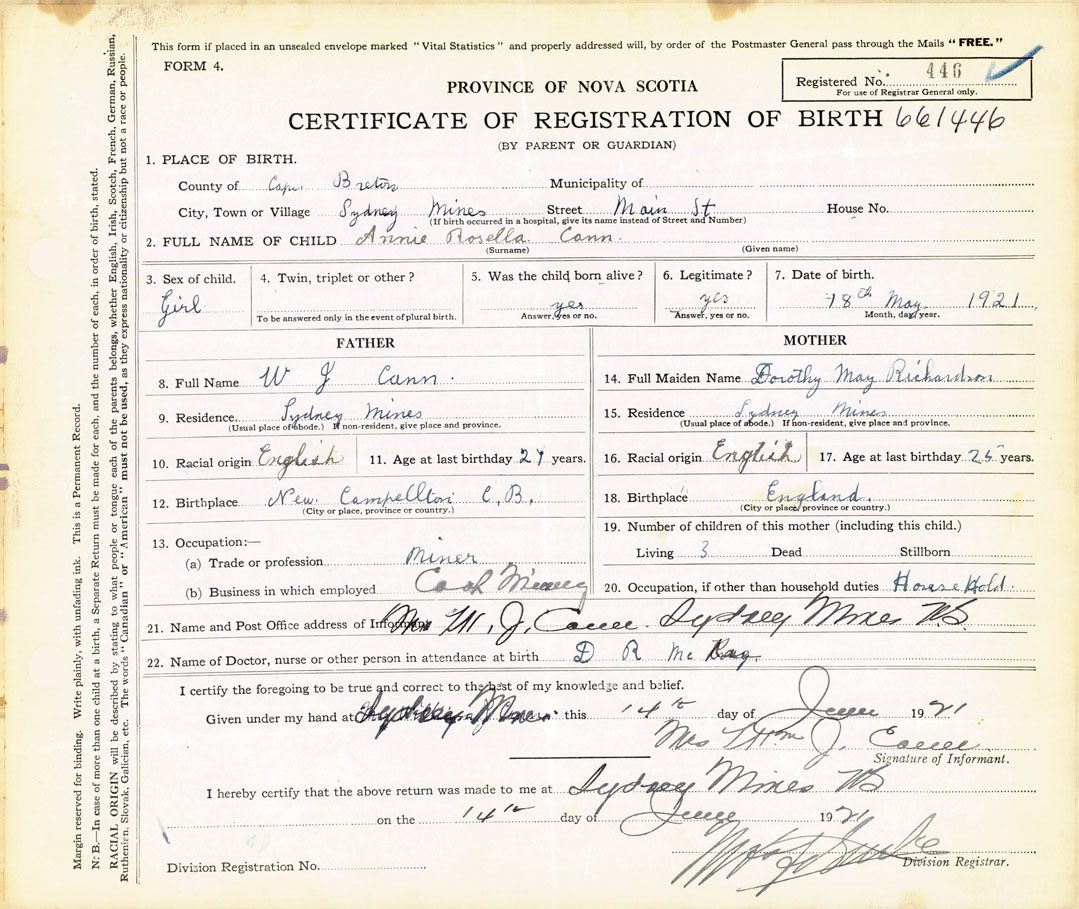 This form if placed in an unsealed envelope marked "Vital Statistics" and properly addressed will, by order of the Postmaster General pass through the Mails "FREE."
FORM 4.
Registered No. 446
For use of Registrar General only.
PROVINCE OF NOVA SCOTIA
CERTIFICATE OF REGISTRATION OF BIRTH 661446
(BY PARENT OR GUARDIAN)
1. PLACE OF BIRTH.
County of Cape Breton Municipality of
City, Town or Village Sydney Mines Street Main St House No.
(If birth occurred in a hospital, give its name instead of Street and Number)
2. FULL NAME OF CHILD Annie Rosella Cann.
(Surname) (Given name)
3. Sex of child. 4. Twin, triplet or other? 5. Was the child born alive? 6. Legitimate? 7. Date of birth.
Girl yes yes 18th May 1921
To be answered only in the event of plural birth. Answer, yes or no. Answer, yes or no. Month, day, year.
FATHER MOTHER
8. Full Name W J Cann. 14. Full Maiden Name Dorothy May Richardson
9. Residence Sydney Mines 15. Residence Sydney Mines
(Usual place of abode.) If non-resident, give place and province. (Usual place of abode.) If non-resident, give place and province.
10. Racial origin English 11. Age at last birthday years. 16. Racial origin English 17. Age at last birthday years.
12. Birthplace New Campellton C.B. 18. Birthplace England.
(City or place, province or country.) (City or place, province or country.)
13. Occupation:— 19. Number of children of this mother (including this child.)
(a) Trade or profession Miner Living 3 Dead Stillborn
(b) Business in which employed Coal Mining 20. Occupation, if other than household duties House Hold.
21. Name and Post Office address of Informant Mrs Wm. J. Cann. Sydney Mines NS
22. Name of Doctor, nurse or other person in attendance at birth D R Mc Ray
I certify the foregoing to be true and correct to the best of my knowledge and belief.
Given under my hand at Sydney Mines this 14th day of June 1921
Mrs Wm J. Cann.
Signature of Informant.
I hereby certify that the above return was made to me at Sydney Mines NS
on the 14th day of June 1921
Division Registrar.
Division Registration No.
Margin reserved for binding. Write plainly, with unfading ink. This is a Permanent Record.
N. B.—In case of more than one child at a birth, a Separate Return must be made for each, and the number of each, in order of birth, stated.
RACIAL ORIGIN will be described by stating to what people or tongue each of the parents belongs, whether English, Irish, Scotch, French, German, Russian,
Ruthenian, Slovak, Galician, etc. The words "Canadian" or "American" must not be used, as they express nationality or citizenship but not a race or people.